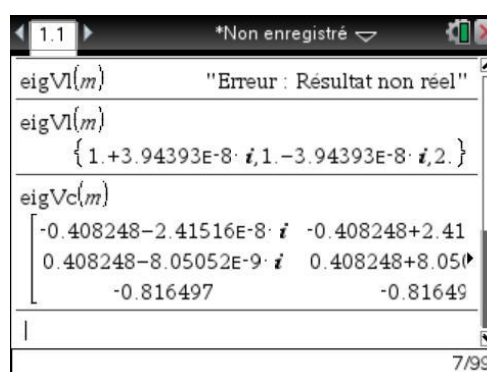 1.1 *Non enregistré
eigVl(m) "Erreur : Résultat non réel"
eigVl(m)
{1.+3.94393E-8·i,1.-3.94393E-8·i,2.}
eigVc(m)
-0.408248-2.41516E-8·i -0.408248+2.41
0.408248-8.05052E-9·i 0.408248+8.050
-0.816497 -0.81649
7/99